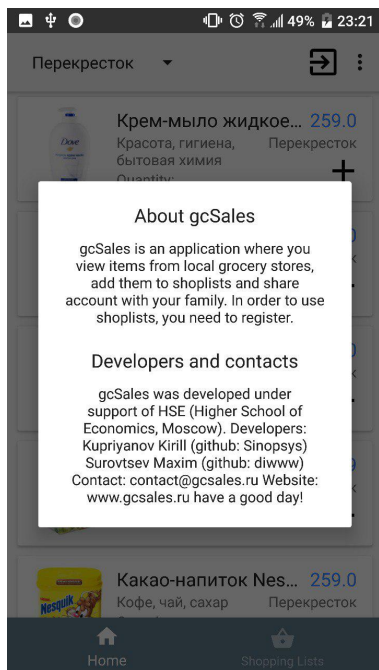 49% 23:21
Перекресток
Крем-мыло жидкое... 259.0
Красота, гигиена, Перекресток
бытовая химия
Quantity:
Dove
About gcSales
gcSales is an application where you
view items from local grocery stores,
add them to shoplists and share
account with your family. In order to use
shoplists, you need to register.
Developers and contacts
gcSales was developed under
support of HSE (Higher School of
Economics, Moscow). Developers:
Kupriyanov Kirill (github: Sinopsys)
Surovtsev Maxim (github: diwww)
Contact: contact@gcsales.ru Website:
www.gcsales.ru have a good day!
Какао-напиток Nes... 259.0
Кофе, чай, сахар Перекресток
Nesquik
Home
Shopping Lists